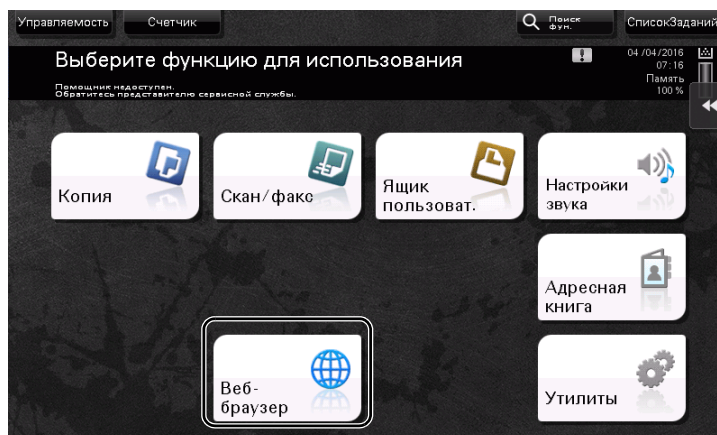 Управляемость
Счетчик
Поиск
фун.
СписокЗаданий
Выберите функцию для использования
04/04/2016
07:16
Память
100 %
Помощник недоступен.
Обратитесь представителю сервисной службы.
Копия
Скан/факс
Ящик
пользоват.
Настройки
звука
Адресная
книга
Веб-
браузер
Утилиты